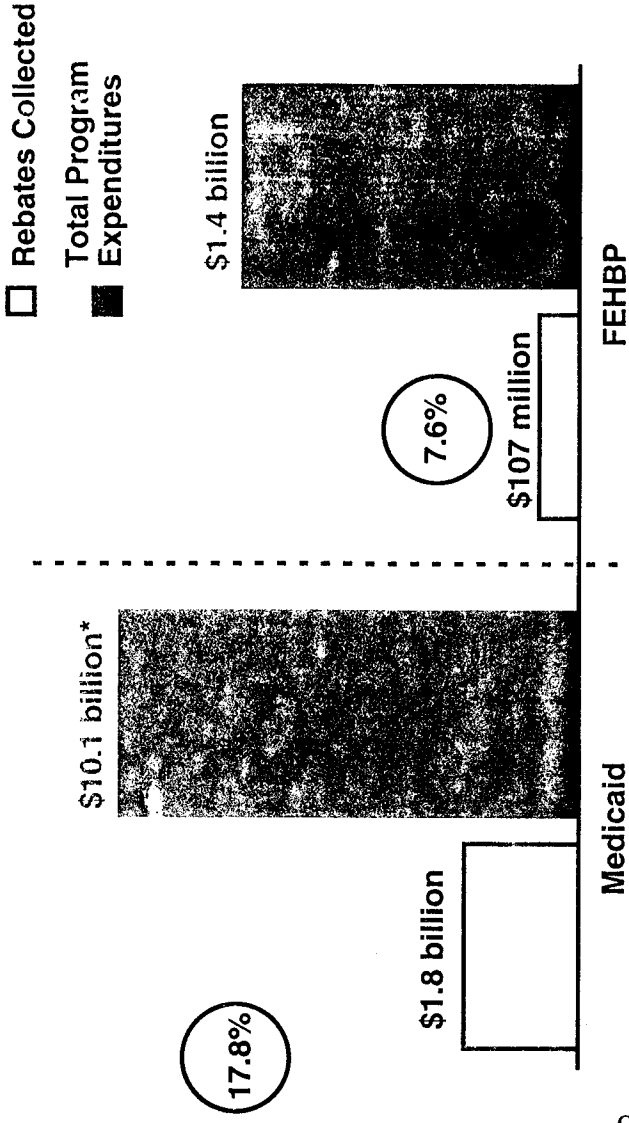 Rebates Collected
Total Program
Expenditures
17.8%
$1.8 billion
$10.1 billion*
7.6%
$107 million
$1.4 billion
Medicaid
FEHBP